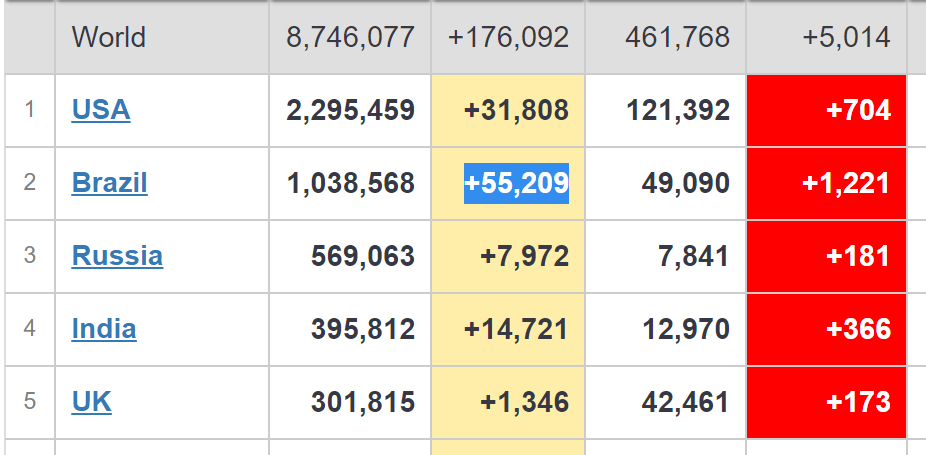 World 8,746,077 +176,092 461,768 +5,014
1 USA 2,295,459 +31,808 121,392 +704
2 Brazil 1,038,568 +55,209 49,090 +1,221
3 Russia 569,063 +7,972 7,841 +181
4 India 395,812 +14,721 12,970 +366
5 UK 301,815 +1,346 42,461 +173